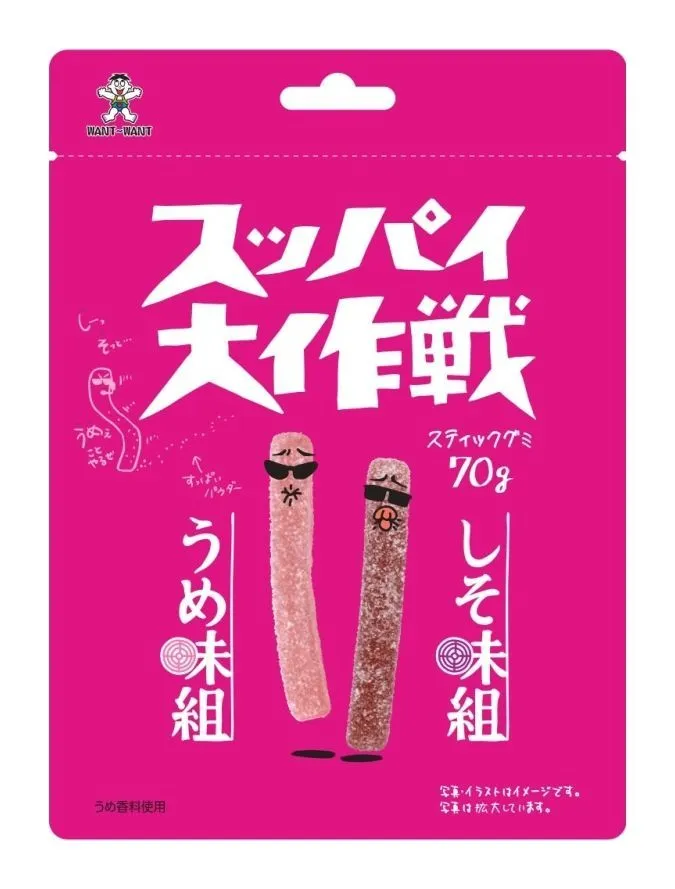 WANT-WANT
スッパイ
大作戦
しーっ
そっと…
うめぇ
こと
やるぜ
↑
すっぱい
パウダー
スティックグミ
70g
うめ味組
しそ味組
うめ香料使用
写真・イラストはイメージです。
写真は拡大しています。